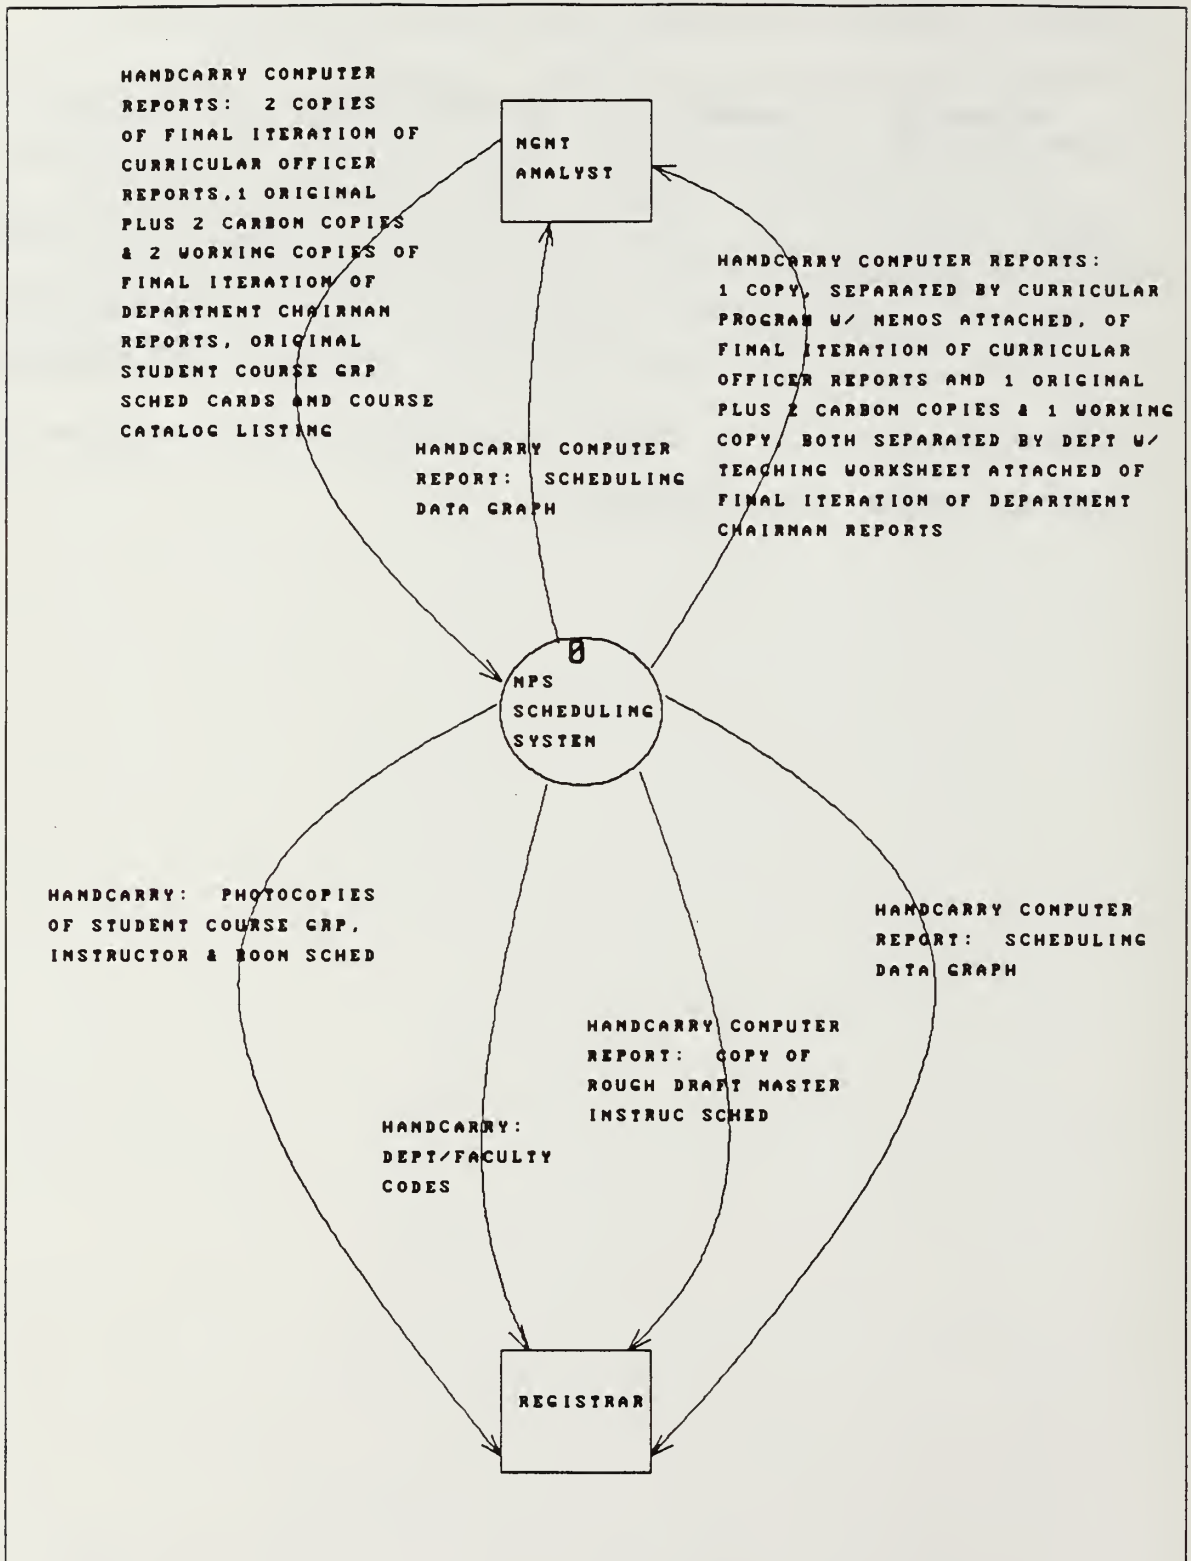 HANDCARRY COMPUTER
REPORTS: 2 COPIES
OF FINAL ITERATION OF
CURRICULAR OFFICER
REPORTS,1 ORIGINAL
PLUS 2 CARBON COPIES
& 2 WORKING COPIES OF
FINAL ITERATION OF
DEPARTMENT CHAIRMAN
REPORTS, ORIGINAL
STUDENT COURSE GRP
SCHED CARDS AND COURSE
CATALOG LISTING
MGMT
ANALYST
HANDCARRY COMPUTER
REPORT: SCHEDULING
DATA GRAPH
HANDCARRY COMPUTER REPORTS:
1 COPY, SEPARATED BY CURRICULAR
PROGRAM W/ MEMOS ATTACHED, OF
FINAL ITERATION OF CURRICULAR
OFFICER REPORTS AND 1 ORIGINAL
PLUS 2 CARBON COPIES & 1 WORKING
COPY, BOTH SEPARATED BY DEPT W/
TEACHING WORKSHEET ATTACHED OF
FINAL ITERATION OF DEPARTMENT
CHAIRMAN REPORTS
0
NPS
SCHEDULING
SYSTEM
HANDCARRY: PHOTOCOPIES
OF STUDENT COURSE GRP,
INSTRUCTOR & ROOM SCHED
HANDCARRY:
DEPT/FACULTY
CODES
HANDCARRY COMPUTER
REPORT: COPY OF
ROUGH DRAFT MASTER
INSTRUC SCHED
HANDCARRY COMPUTER
REPORT: SCHEDULING
DATA GRAPH
REGISTRAR